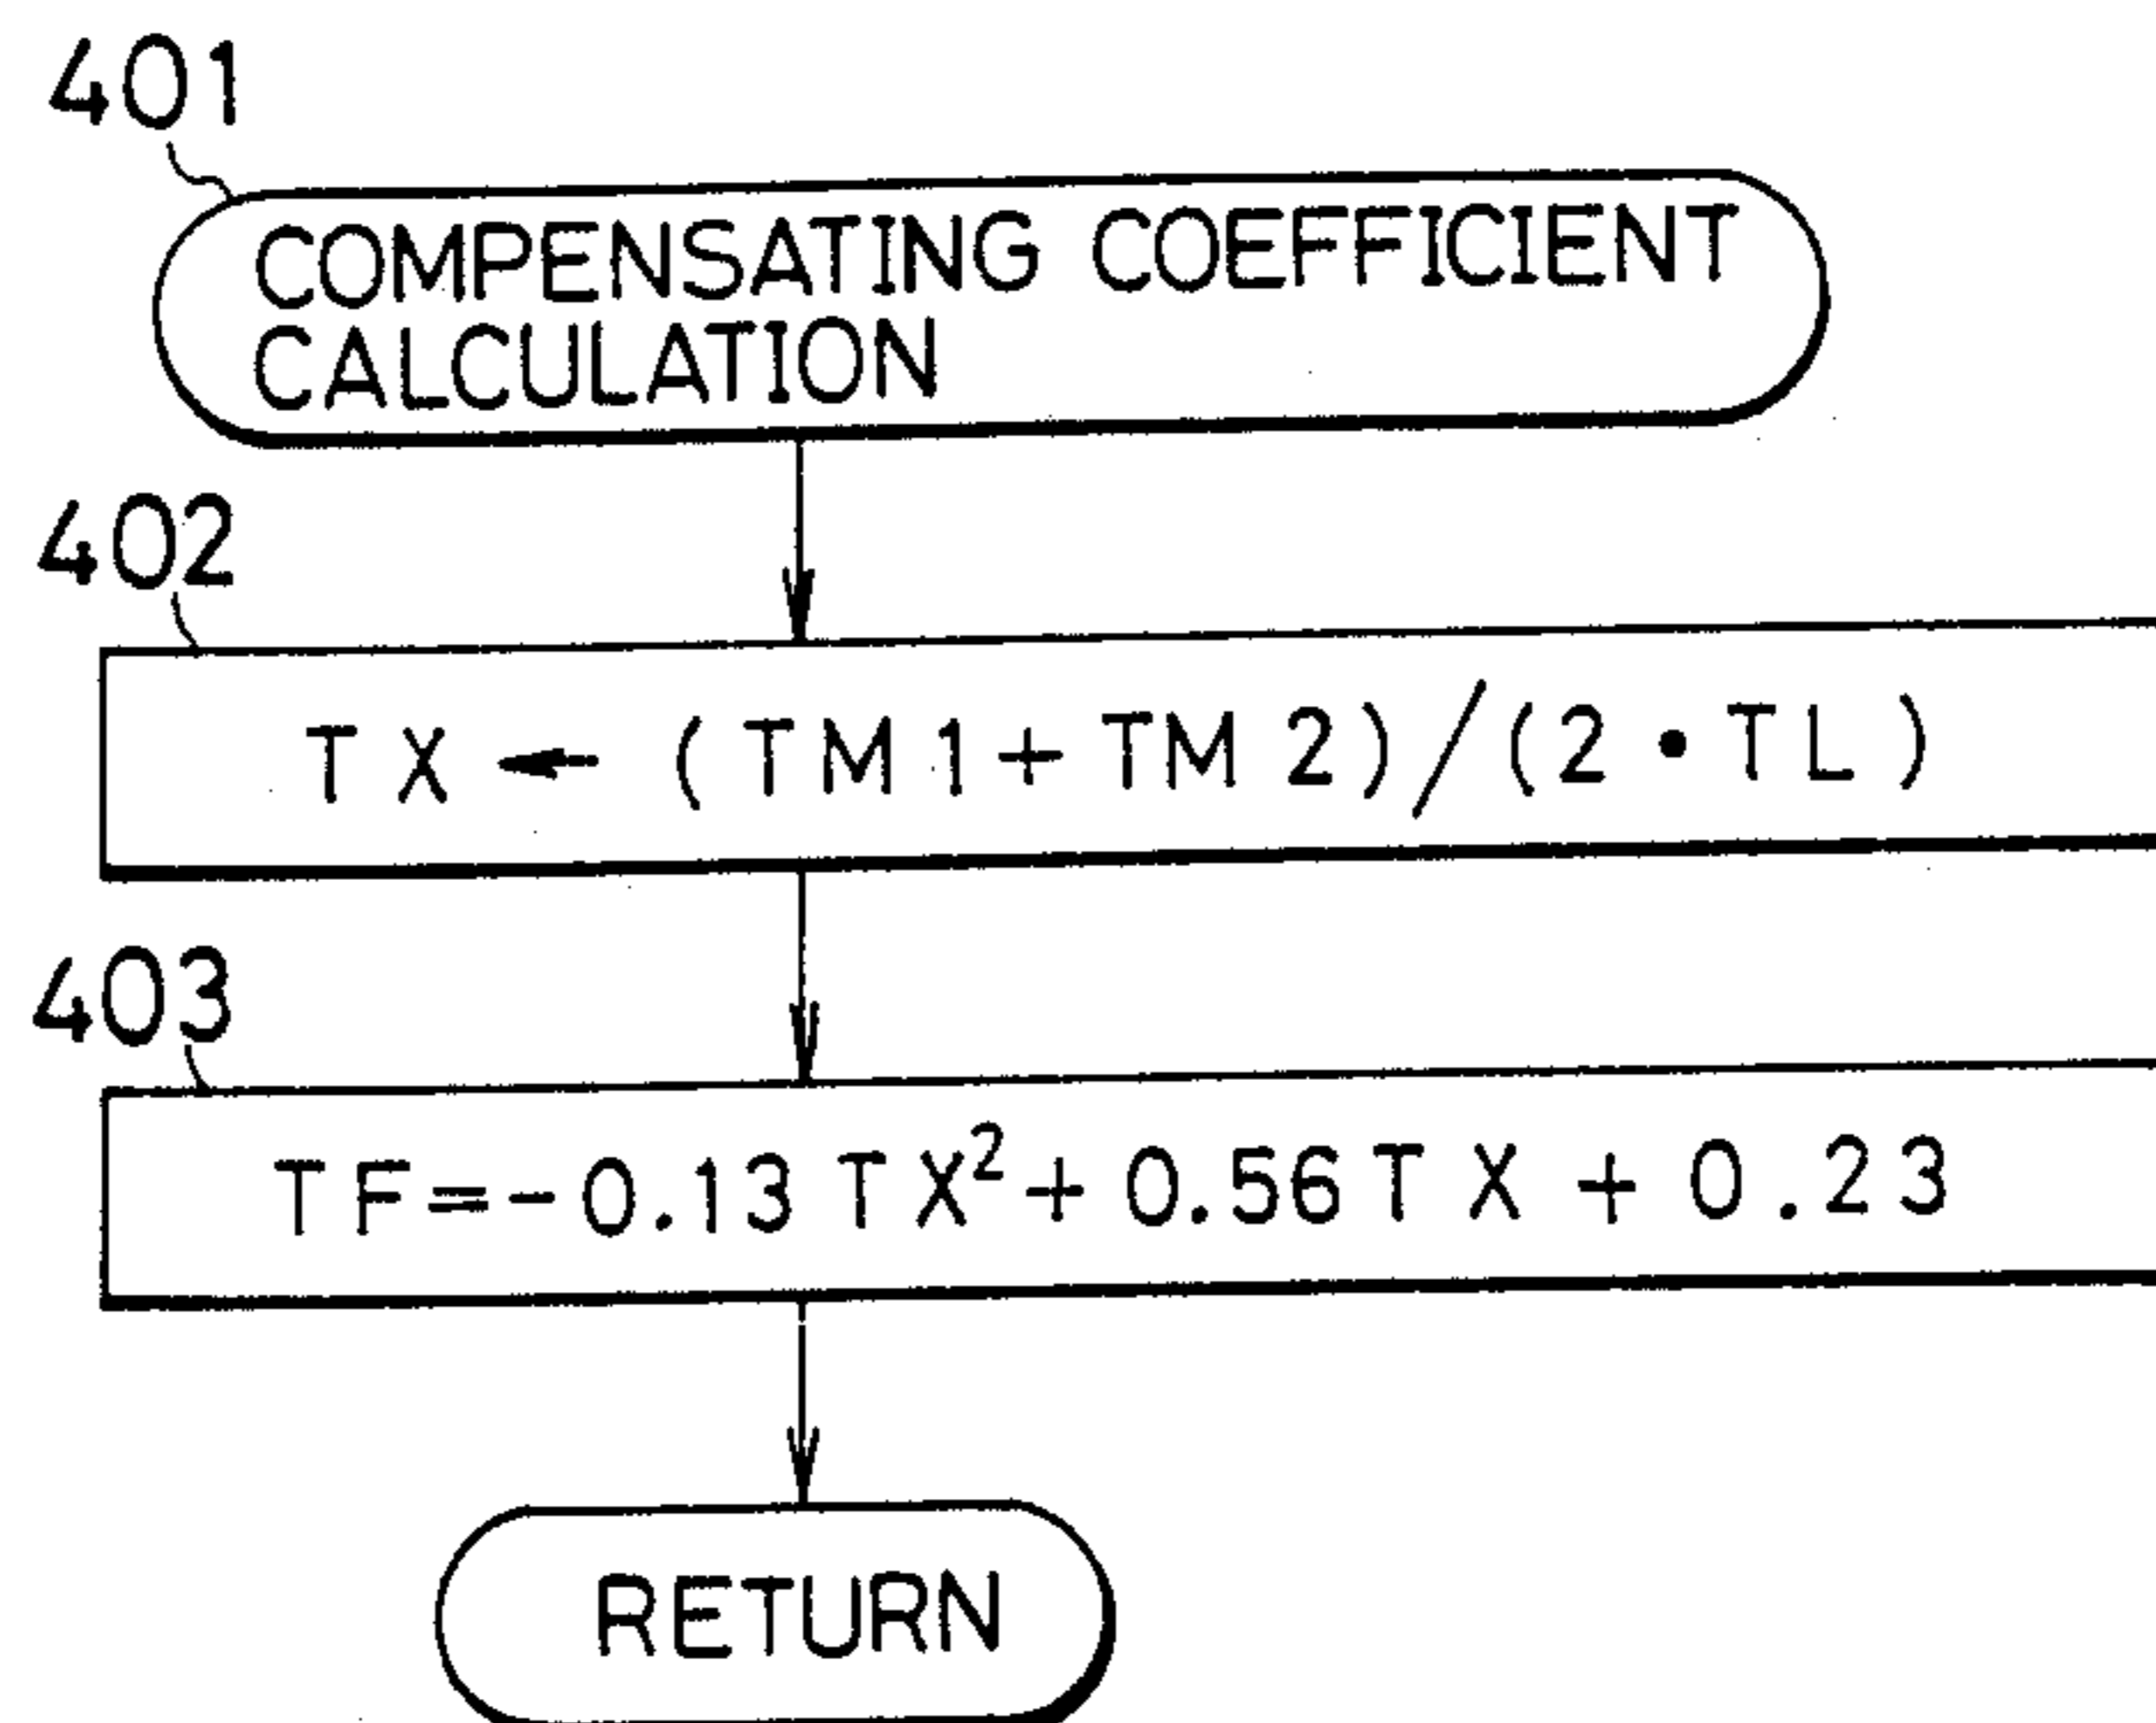 401
COMPENSATING COEFFICIENT
CALCULATION
402
TX ← (TM1+TM2)/(2•TL)
403
TF=-0.13TX²+0.56TX+0.23
RETURN